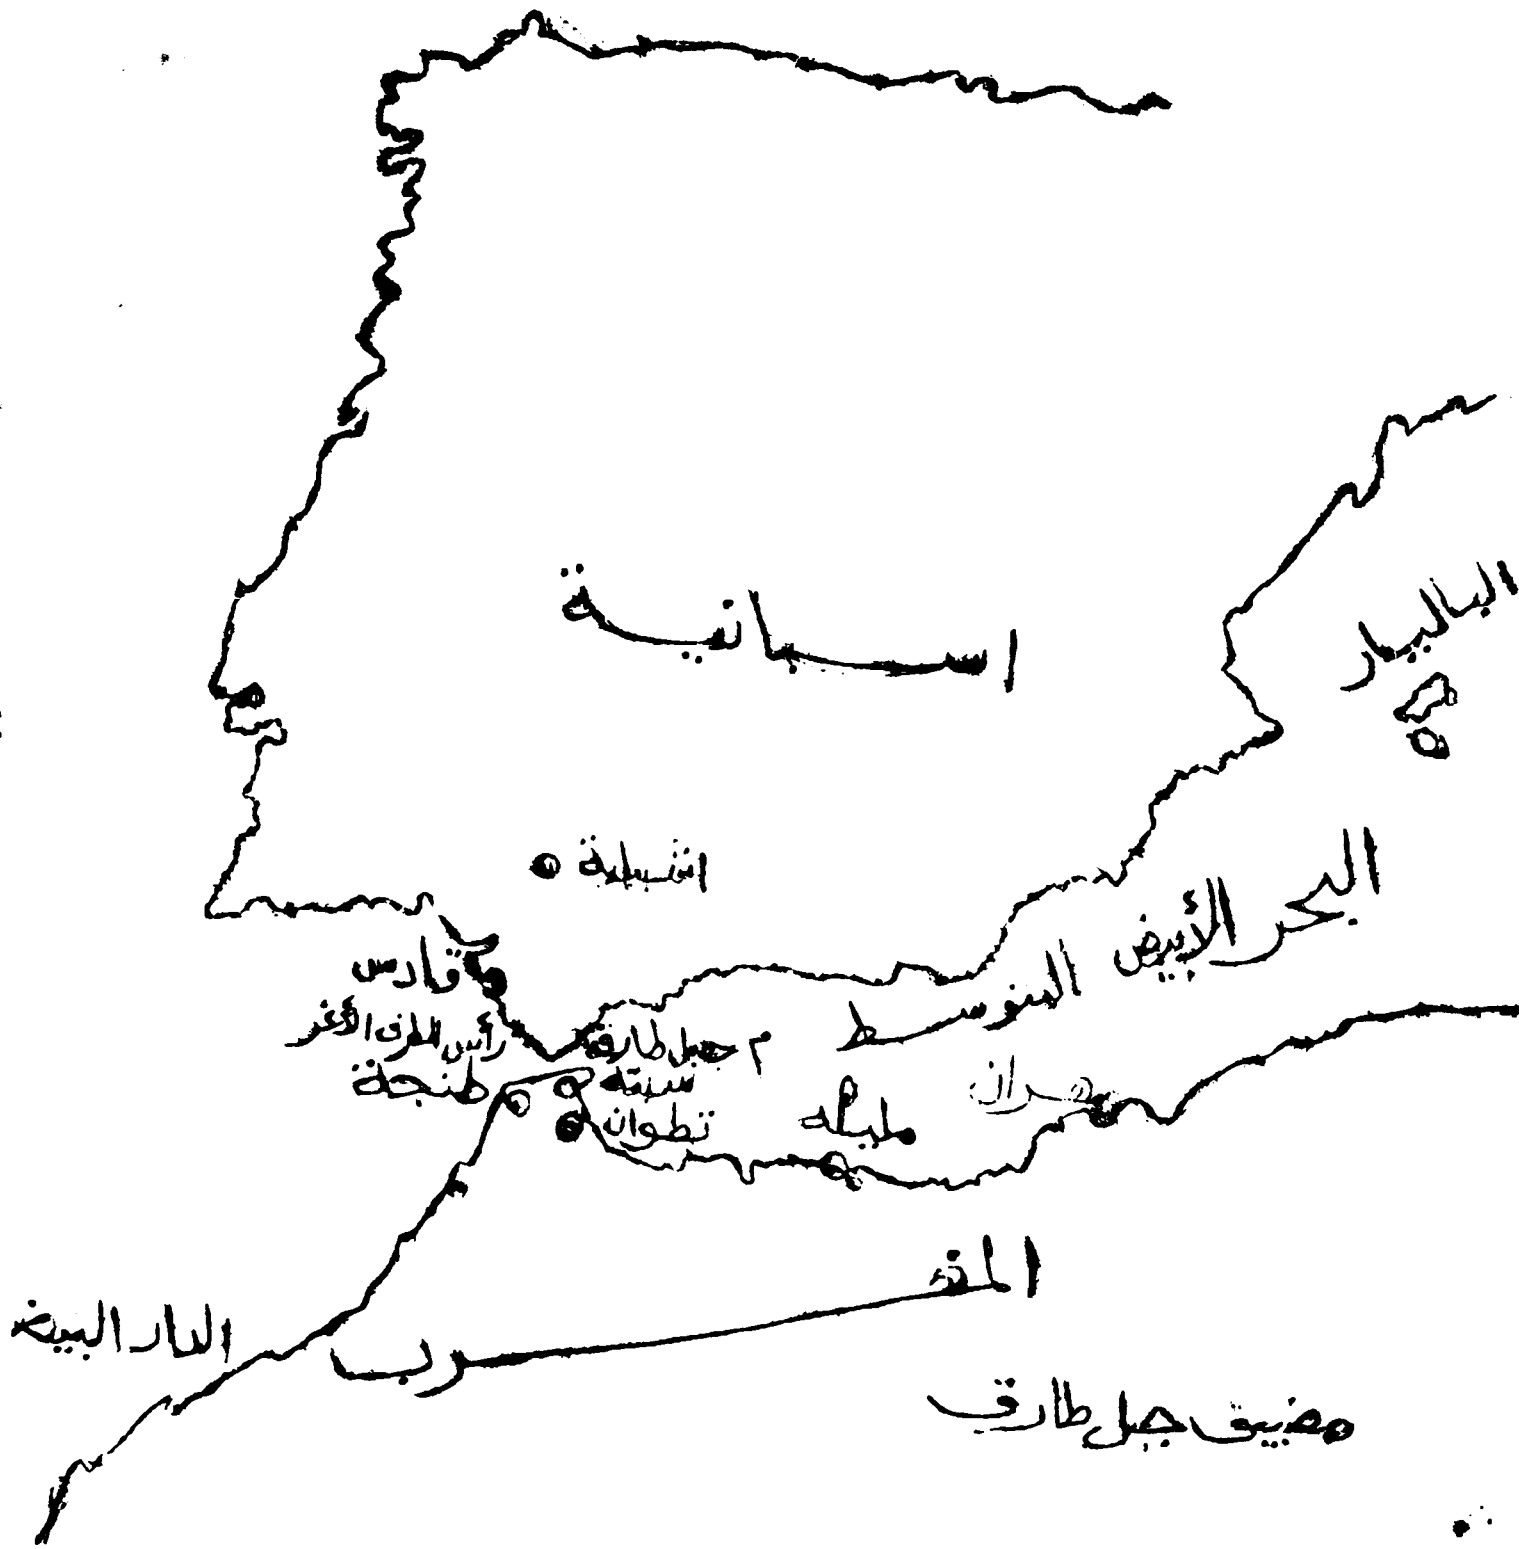 اسبانية
الباليار
اشبيلية
البحر الأبيض
المتوسط
قادس
رأس الطرف الأغر
م جبل طارق
طنجة
سبتة
تطوان
مليلة
وهران
المغرب
الدار البيضا
مضيق جبل طارق